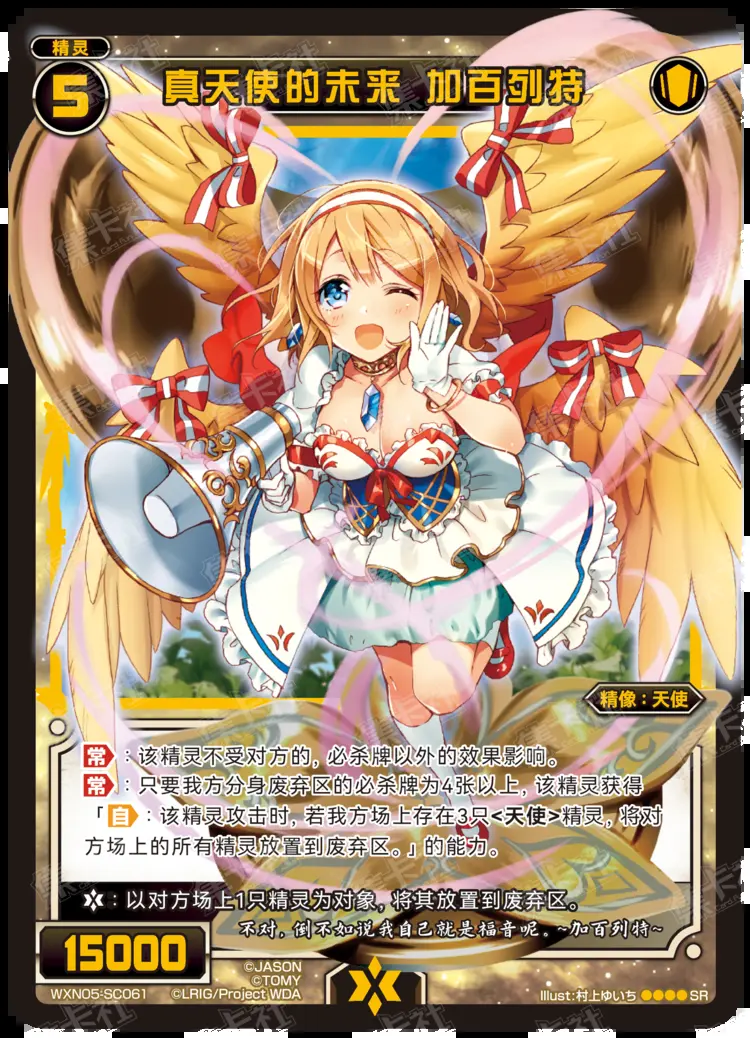 精灵
5
真天使的未来 加百列特
精像：天使
常：该精灵不受对方的，必杀牌以外的效果影响。
常：只要我方分身废弃区的必杀牌为4张以上，该精灵获得
「自：该精灵攻击时，若我方场上存在3只<天使>精灵，将对
方场上的所有精灵放置到废弃区。」的能力。
：以对方场上1只精灵为对象，将其放置到废弃区。
不对，倒不如说我自己就是福音呢。~加百列特~
15000
©JASON
©TOMY
WXN05-SC061 ©LRIG/Project WDA
Illust:村上ゆいち SR
集卡社